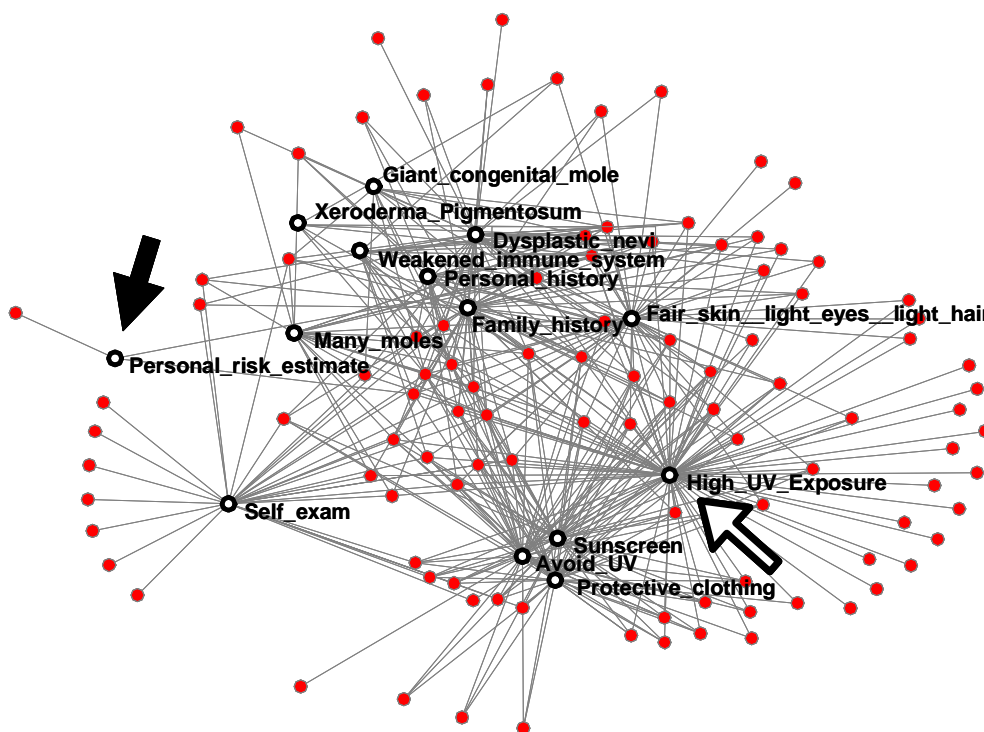 Giant_congenital_mole
Xeroderma_Pigmentosum
Dysplastic_nevi
Weakened_immune_system
Personal_history
Fair_skin__light_eyes__light_hair
Family_history
Many_moles
Personal_risk_estimate
High_UV_Exposure
Self_exam
Sunscreen
Avoid_UV
Protective_clothing